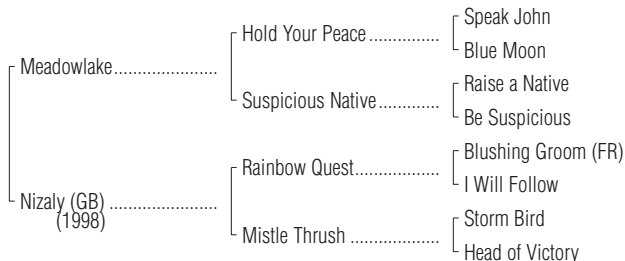 Speak John
Hold Your Peace
Blue Moon
Meadowlake
Raise a Native
Suspicious Native
Be Suspicious
Blushing Groom (FR)
Rainbow Quest
I Will Follow
Nizaly (GB)
(1998)
Storm Bird
Mistle Thrush
Head of Victory